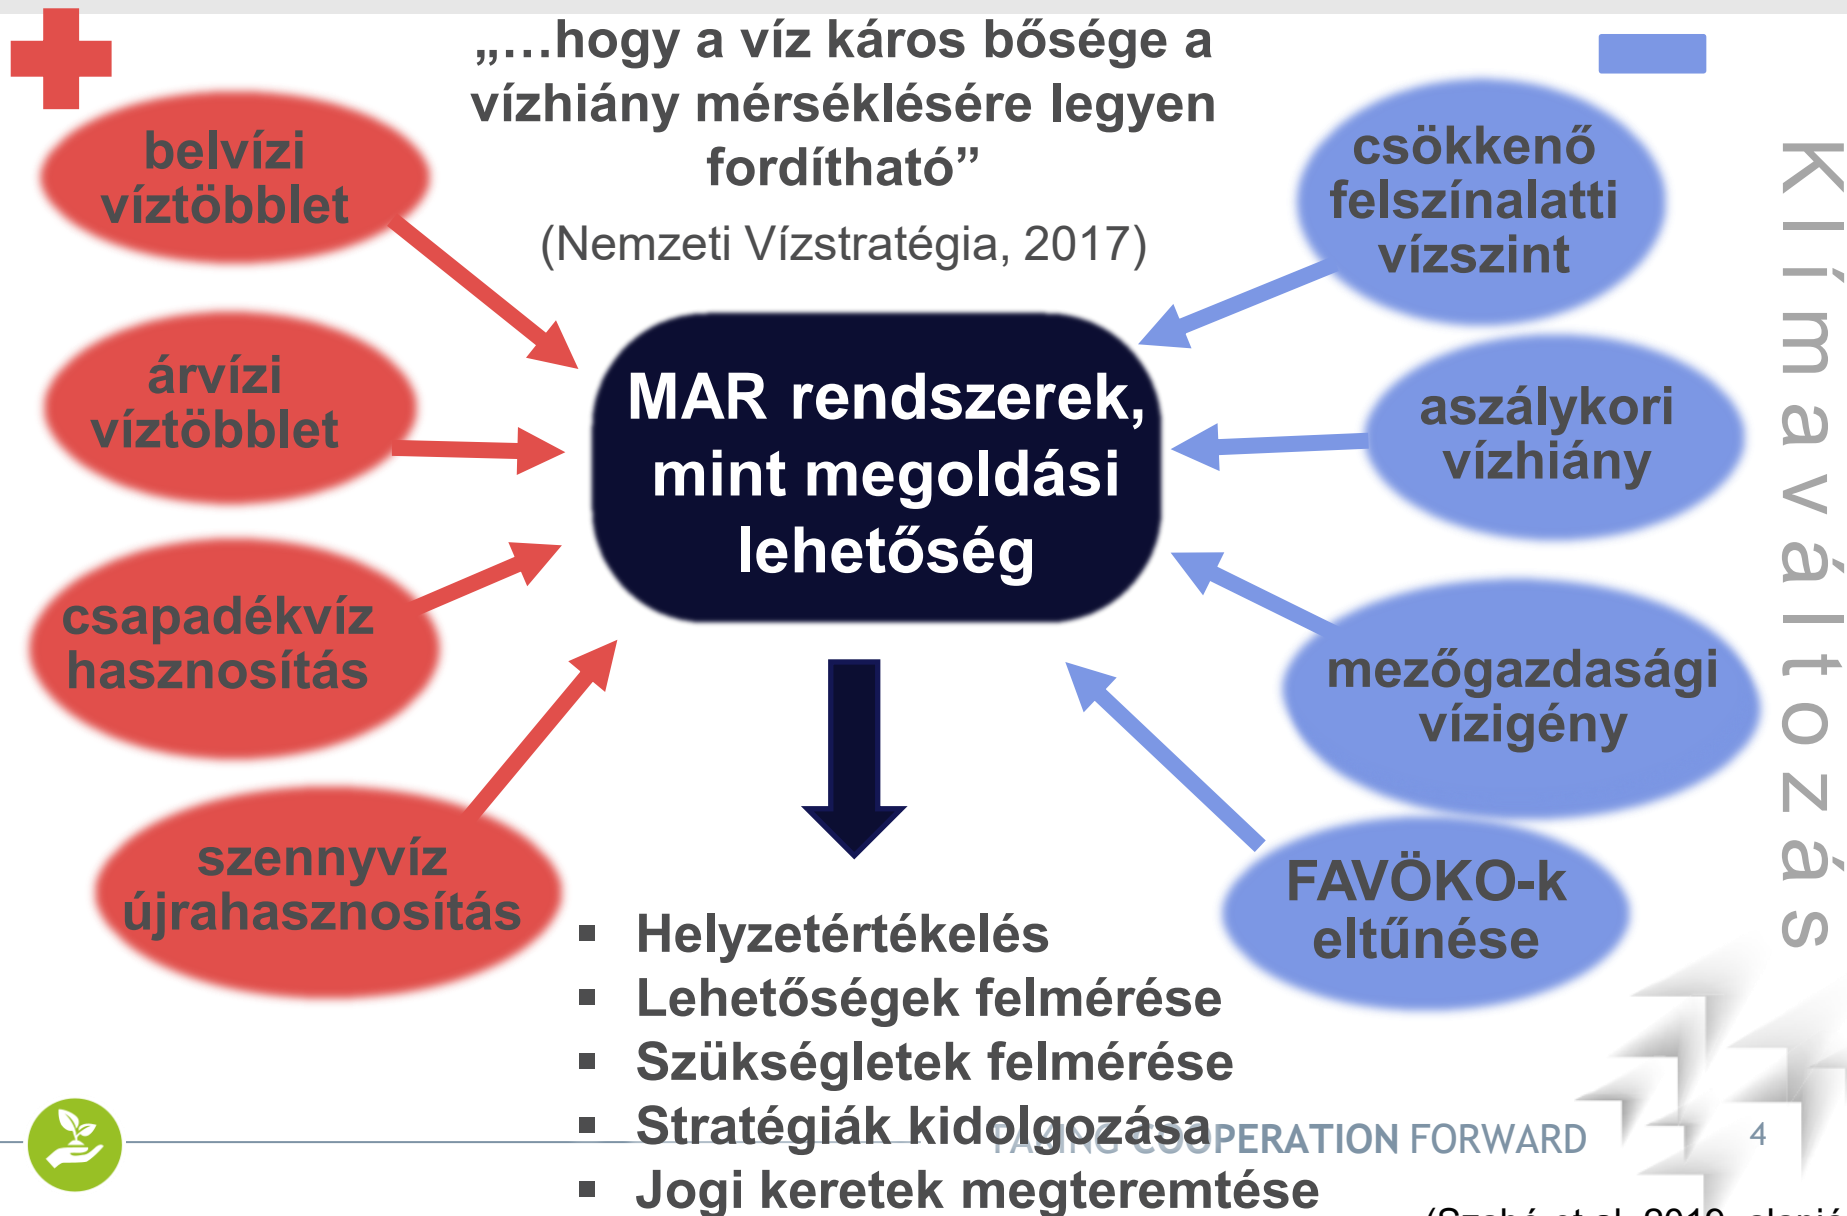 „…hogy a víz káros bősége a
vízhiány mérséklésére legyen
fordítható”
(Nemzeti Vízstratégia, 2017)
belvízi
víztöbblet
árvízi
víztöbblet
csapadékvíz
hasznosítás
szennyvíz
újrahasznosítás
MAR rendszerek,
mint megoldási
lehetőség
csökkenő
felszínalatti
vízszint
aszálykori
vízhiány
mezőgazdasági
vízigény
FAVÖKO-k
eltűnése
Klímaváltozás
▪ Helyzetértékelés
▪ Lehetőségek felmérése
▪ Szükségletek felmérése
▪ Stratégiák kidolgozása
▪ Jogi keretek megteremtése
TAKING COOPERATION FORWARD
4